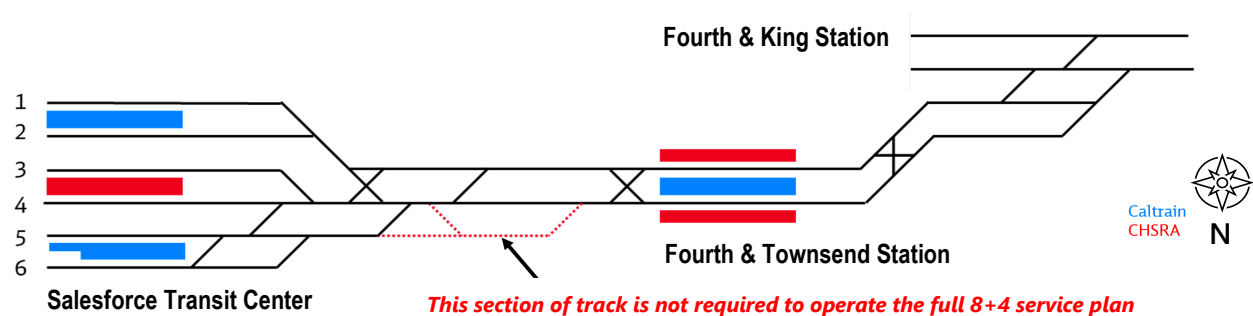 Fourth & King Station
1
2
3
4
5
6
Caltrain
CHSRA
N
Fourth & Townsend Station
Salesforce Transit Center
This section of track is not required to operate the full 8+4 service plan